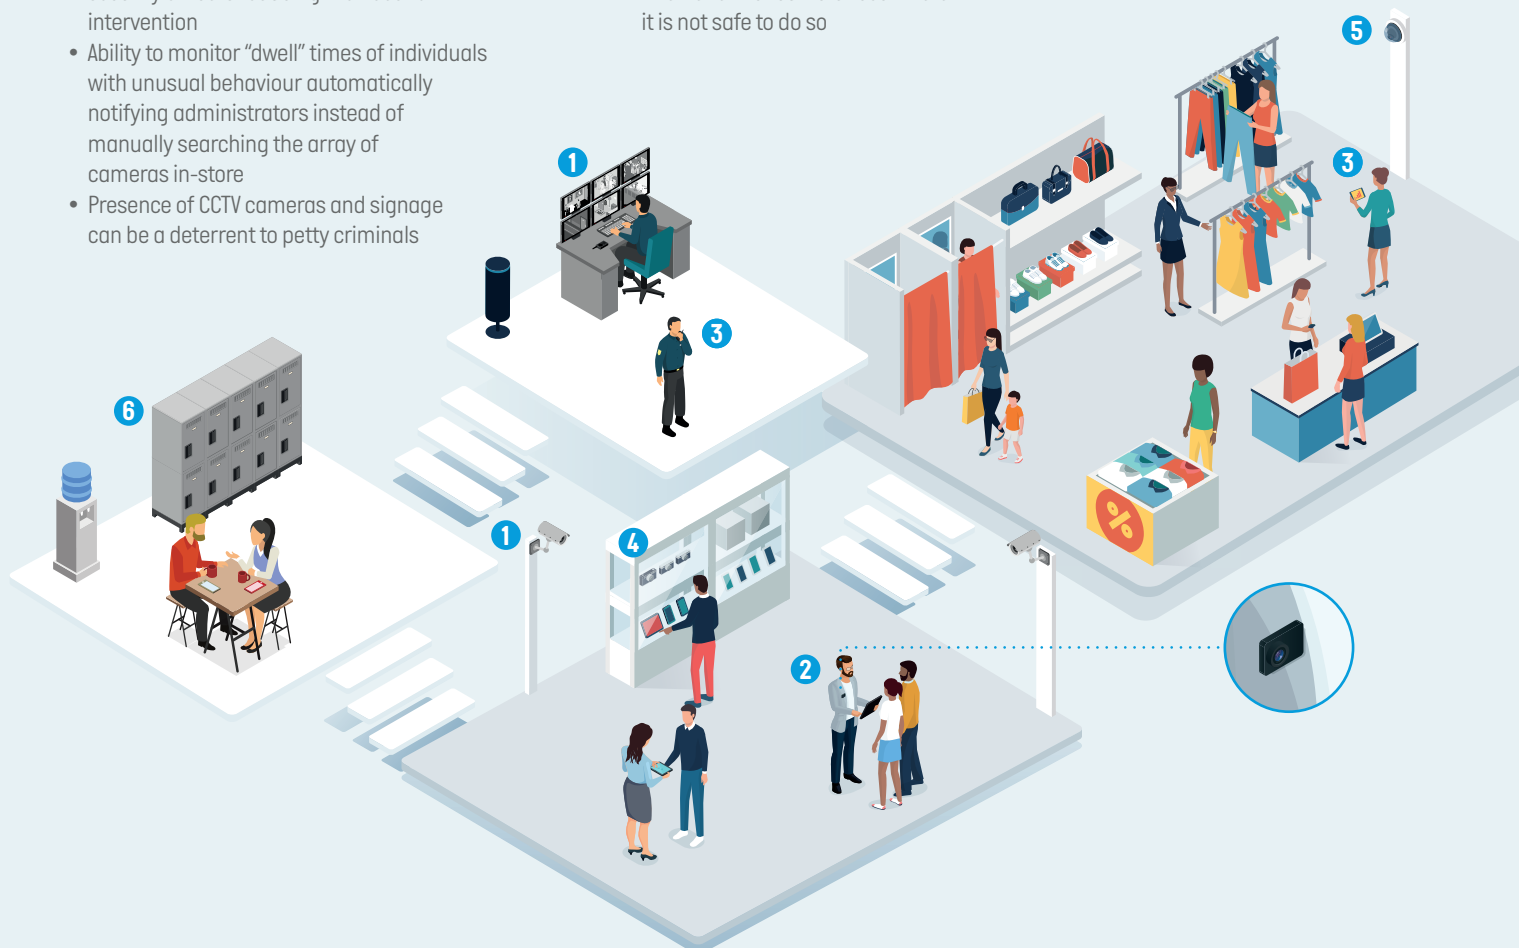 intervention
• Ability to monitor “dwell” times of individuals
with unusual behaviour automatically
notifying administrators instead of
manually searching the array of
cameras in-store
• Presence of CCTV cameras and signage
can be a deterrent to petty criminals
it is not safe to do so
5
1
3
3
6
1
4
2
%